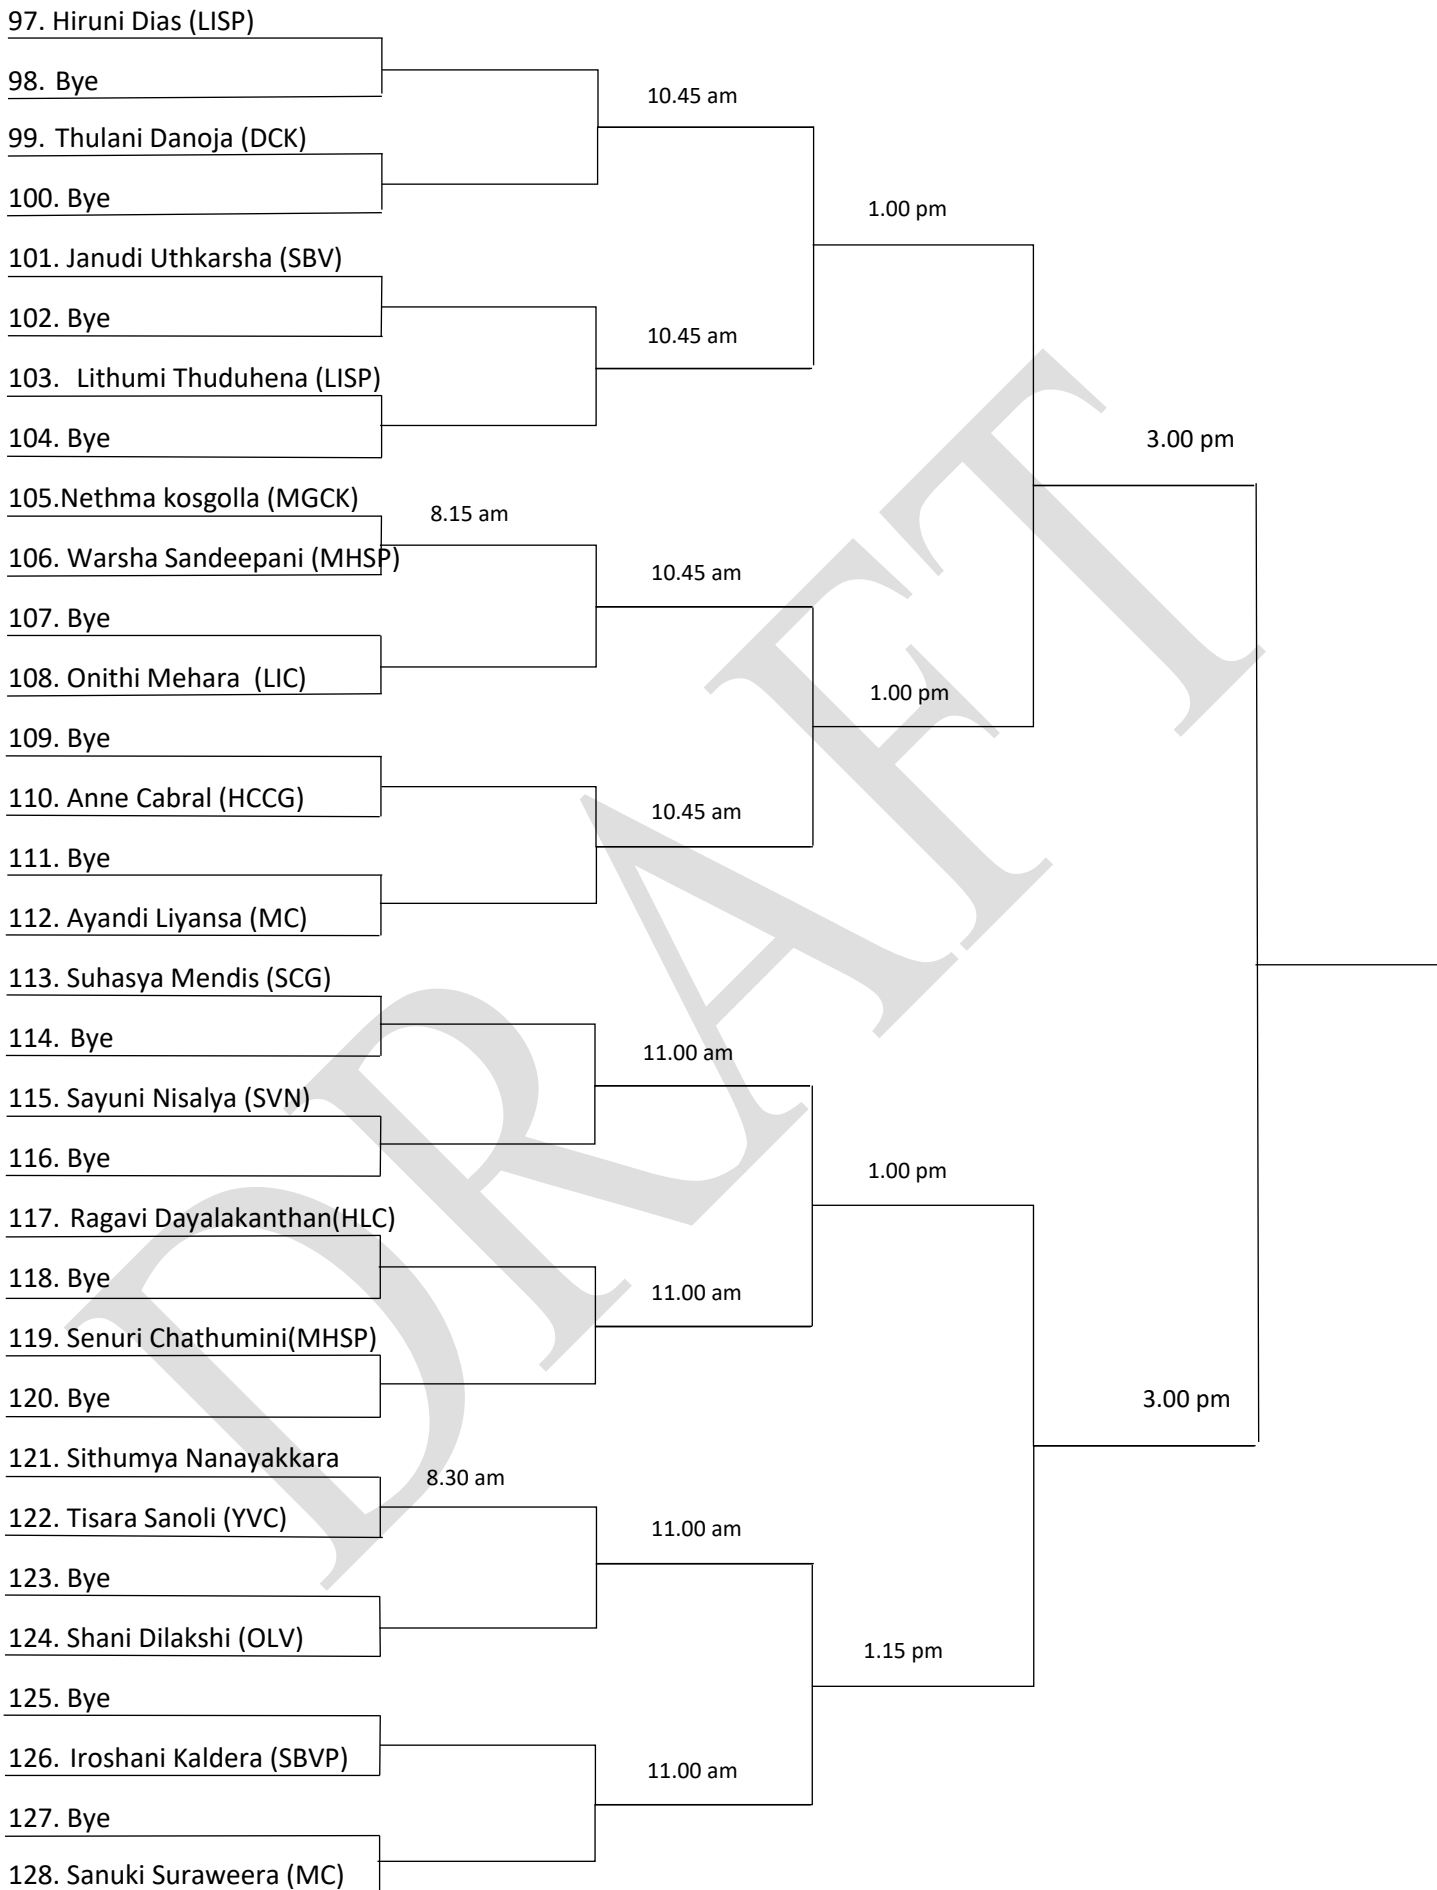 97. Hiruni Dias (LISP)
98. Bye
10.45 am
99. Thulani Danoja (DCK)
100. Bye
1.00 pm
101. Janudi Uthkarsha (SBV)
102. Bye
10.45 am
103. Lithumi Thuduhena (LISP)
104. Bye
3.00 pm
105.Nethma kosgolla (MGCK)
8.15 am
106. Warsha Sandeepani (MHSP)
10.45 am
107. Bye
108. Onithi Mehara (LIC)
1.00 pm
109. Bye
110. Anne Cabral (HCCG)
10.45 am
111. Bye
112. Ayandi Liyansa (MC)
113. Suhasya Mendis (SCG)
114. Bye
11.00 am
115. Sayuni Nisalya (SVN)
116. Bye
1.00 pm
117. Ragavi Dayalakanthan(HLC)
118. Bye
11.00 am
119. Senuri Chathumini(MHSP)
120. Bye
3.00 pm
121. Sithumya Nanayakkara
8.30 am
122. Tisara Sanoli (YVC)
11.00 am
123. Bye
124. Shani Dilakshi (OLV)
1.15 pm
125. Bye
126. Iroshani Kaldera (SBVP)
11.00 am
127. Bye
128. Sanuki Suraweera (MC)
DRAFT